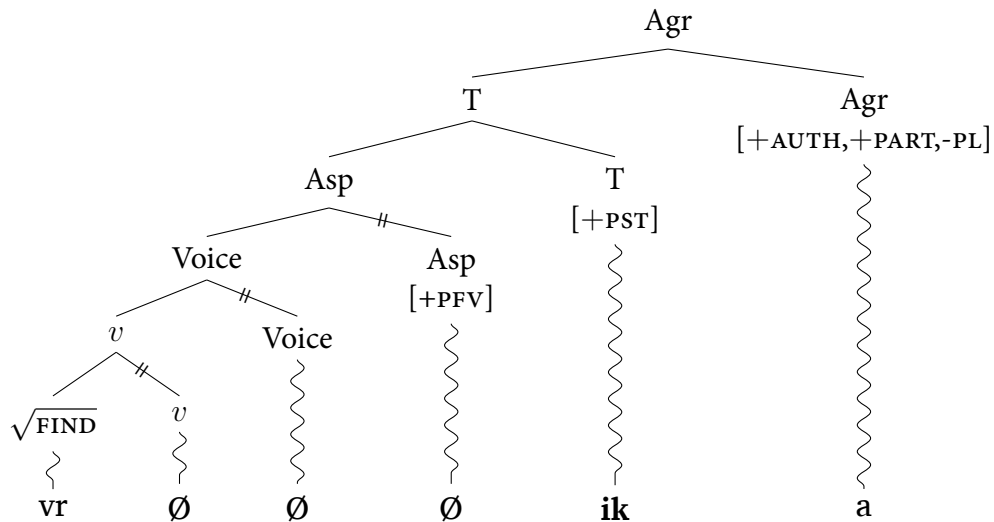 Agr
T Agr
[+AUTH,+PART,-PL]
Asp T
[+PST]
Voice Asp
[+PFV]
v Voice
√FIND v
vr Ø Ø Ø ik a